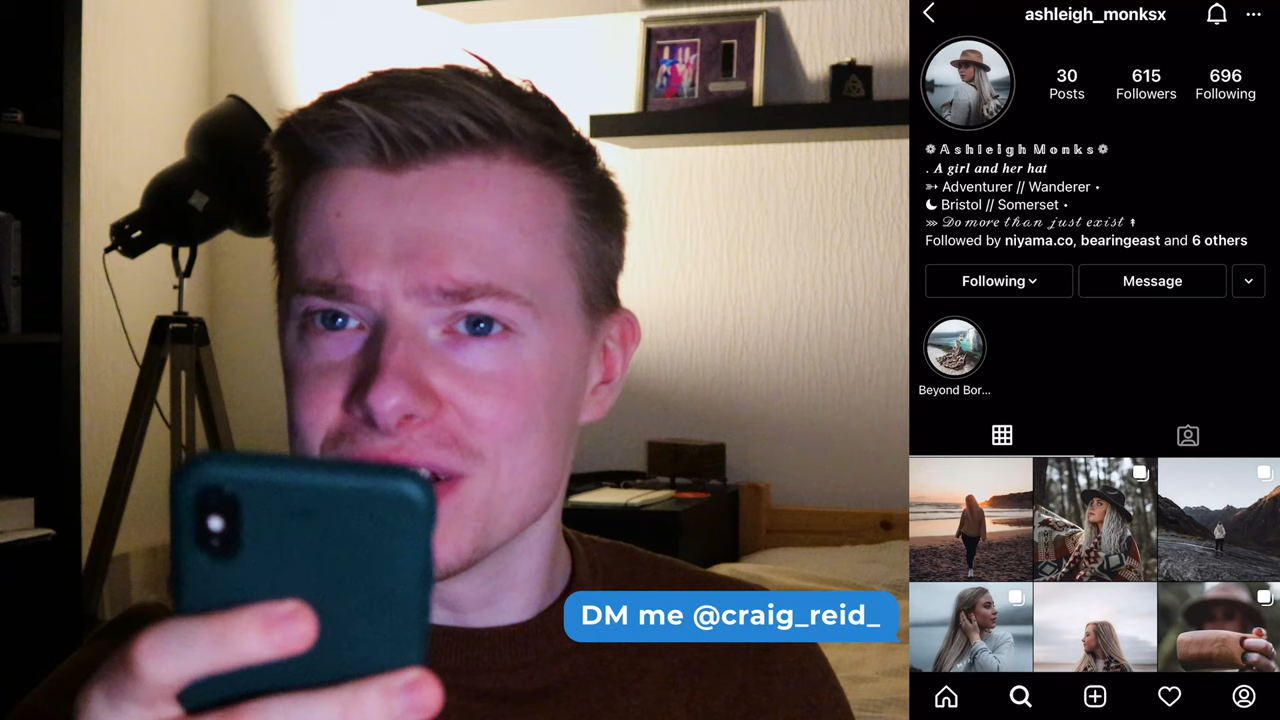 DM me @craig_reid_
ashleigh_monksx
30 615 696
Posts Followers Following
❁ 𝔸 𝕤 𝕙 𝕝 𝕖 𝕚 𝕘 𝕙 𝕄 𝕠 𝕟 𝕜 𝕤 ❁
. 𝑨 𝒈𝒊𝒓𝒍 𝒂𝒏𝒅 𝒉𝒆𝒓 𝒉𝒂𝒕
➳ Adventurer // Wanderer •
☾ Bristol // Somerset •
⋙ 𝒟𝑜 𝓂𝑜𝓇𝑒 𝓉𝒽𝒶𝓃 𝒿𝓊𝓈𝓉 𝑒𝓍𝒾𝓈𝓉 ↟
Followed by niyama.co, bearingeast and 6 others
Following Message
Beyond Bor...